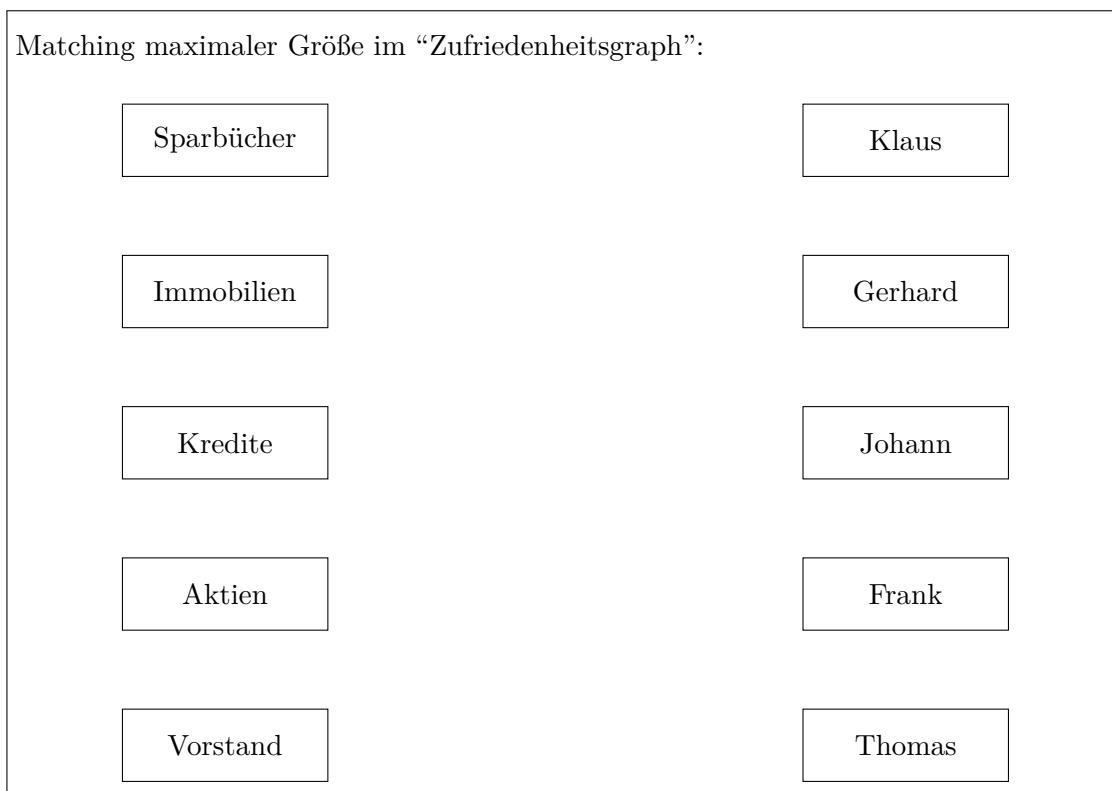 Matching maximaler Größe im “Zufriedenheitsgraph”:
Sparbücher Klaus
Immobilien Gerhard
Kredite Johann
Aktien Frank
Vorstand Thomas